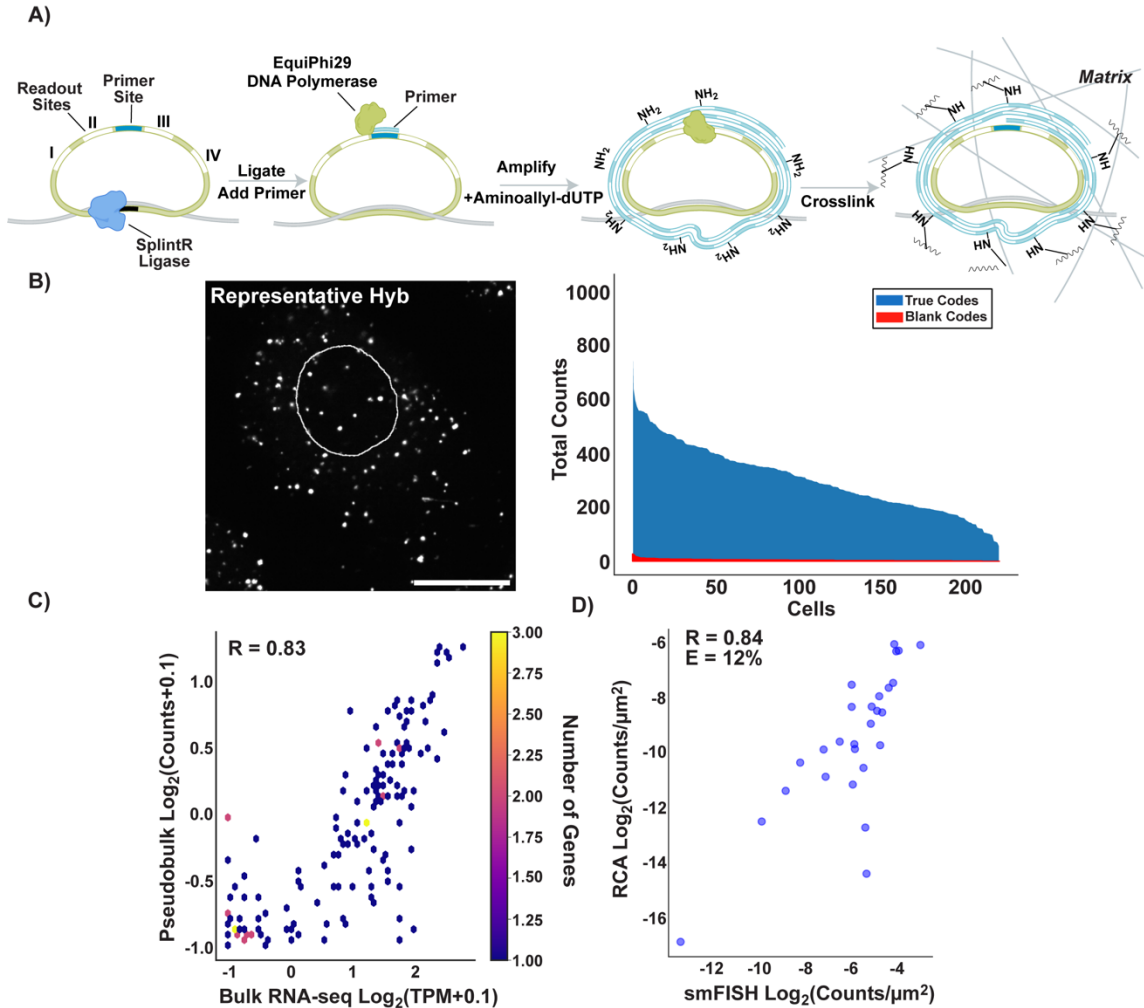 A)
EquiPhi29
DNA Polymerase
Readout
Sites
Primer
Site
Primer
Matrix
I
II
III
IV
Ligate
Add Primer
Amplify
+Aminoallyl-dUTP
Crosslink
SplintR
Ligase
NH2
NH2
NH2
NH2
NH2
NH2
NH2
NH2
NH
NH
NH
NH
HN
HN
HN
HN
B)
Representative Hyb
True Codes
Blank Codes
Total Counts
1000
800
600
400
200
0
0
50
100
150
200
Cells
C)
R = 0.83
Pseudobulk Log2(Counts+0.1)
1.0
0.5
0.0
-0.5
-1.0
-1
0
1
2
Bulk RNA-seq Log2(TPM+0.1)
3.00
2.75
2.50
2.25
2.00
1.75
1.50
1.25
1.00
Number of Genes
D)
R = 0.84
E = 12%
RCA Log2(Counts/µm²)
-6
-8
-10
-12
-14
-16
-12
-10
-8
-6
-4
smFISH Log2(Counts/µm²)